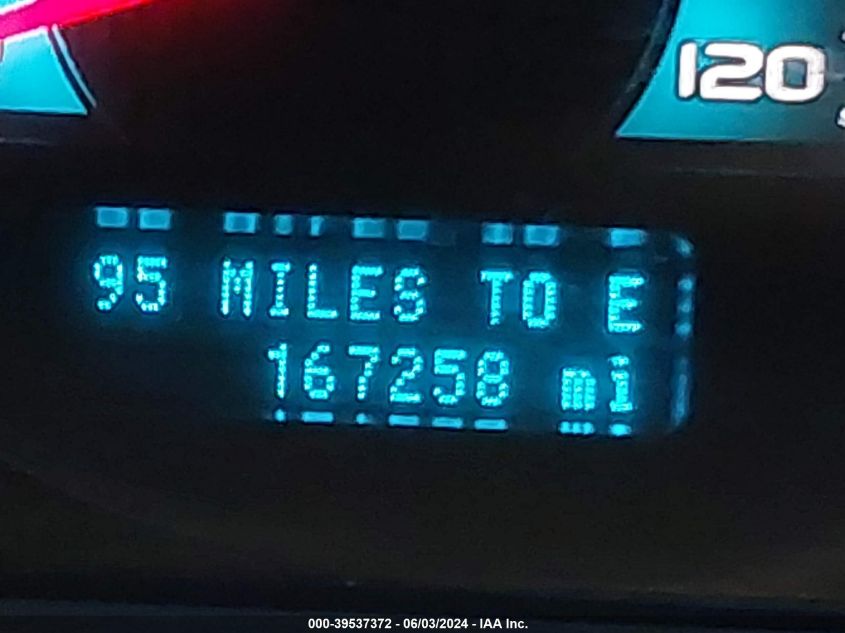 120
95 MILES TO E
167258 mi
000-39537372 - 06/03/2024 - IAA Inc.